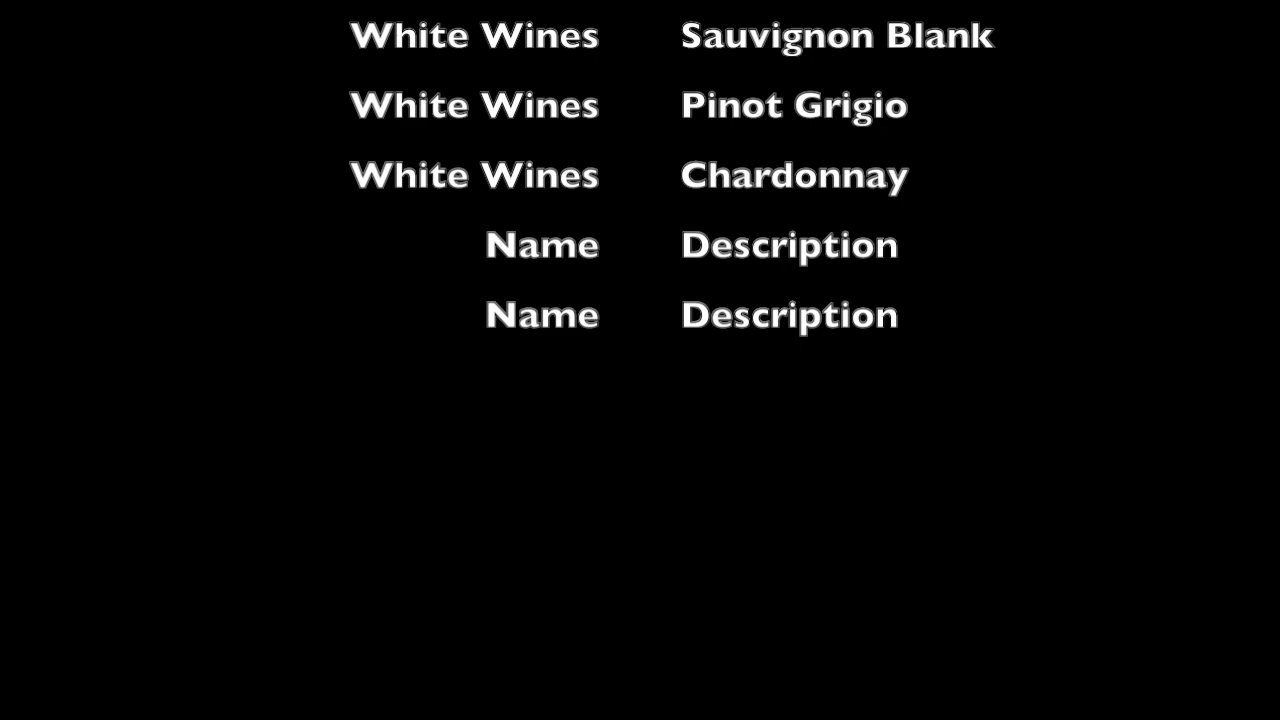 White Wines Sauvignon Blank
White Wines Pinot Grigio
White Wines Chardonnay
Name Description
Name Description